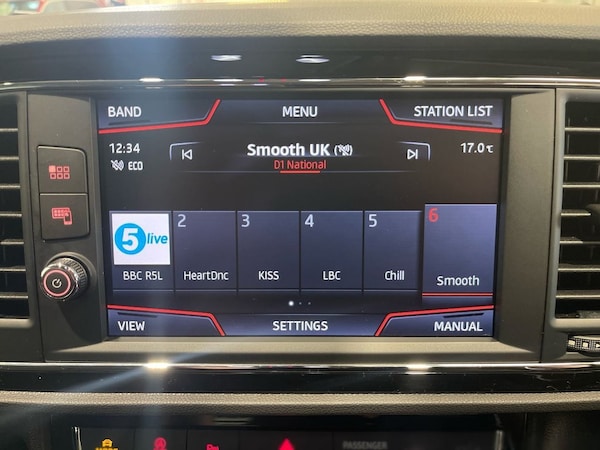 BAND MENU STATION LIST
12:34 Smooth UK 17.0°C
ECO D1 National
5 live 2 3 4 5 6
BBC R5L HeartDnc KISS LBC Chill Smooth
VIEW SETTINGS MANUAL
PASSENGER